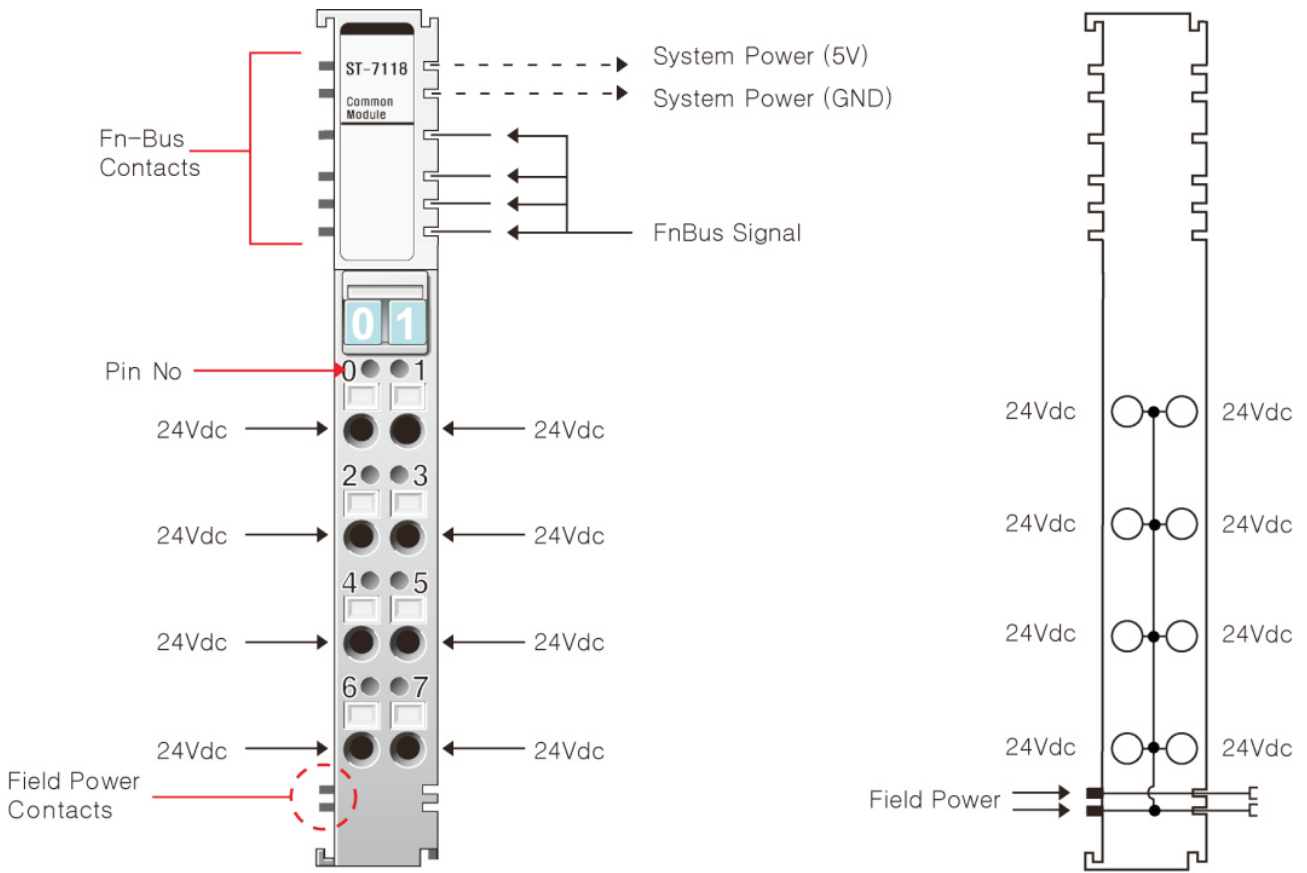 ST-7118
Common
Module
System Power (5V)
System Power (GND)
Fn-Bus
Contacts
FnBus Signal
0 1
Pin No
0 1
24Vdc 24Vdc
2 3
24Vdc 24Vdc
4 5
24Vdc 24Vdc
6 7
24Vdc 24Vdc
Field Power
Contacts
24Vdc 24Vdc
24Vdc 24Vdc
24Vdc 24Vdc
24Vdc 24Vdc
Field Power